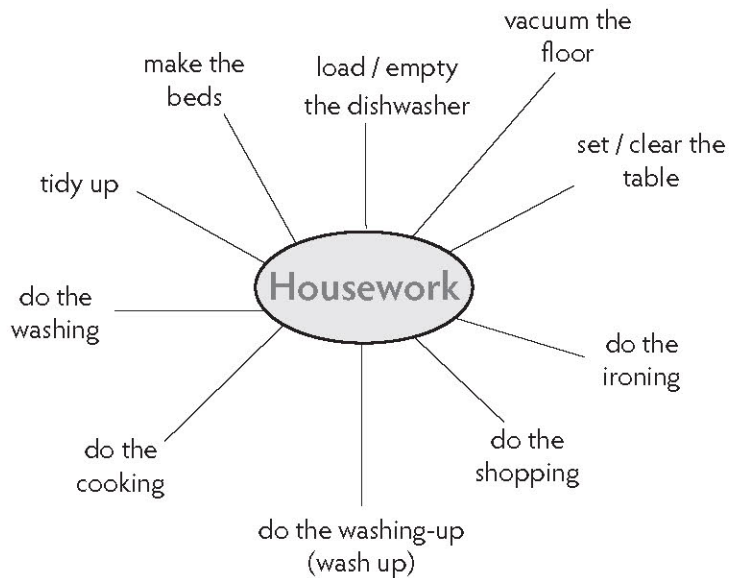 vacuum the
floor
make the
beds
load / empty
the dishwasher
set / clear the
table
tidy up
Housework
do the
washing
do the
ironing
do the
cooking
do the
shopping
do the washing-up
(wash up)